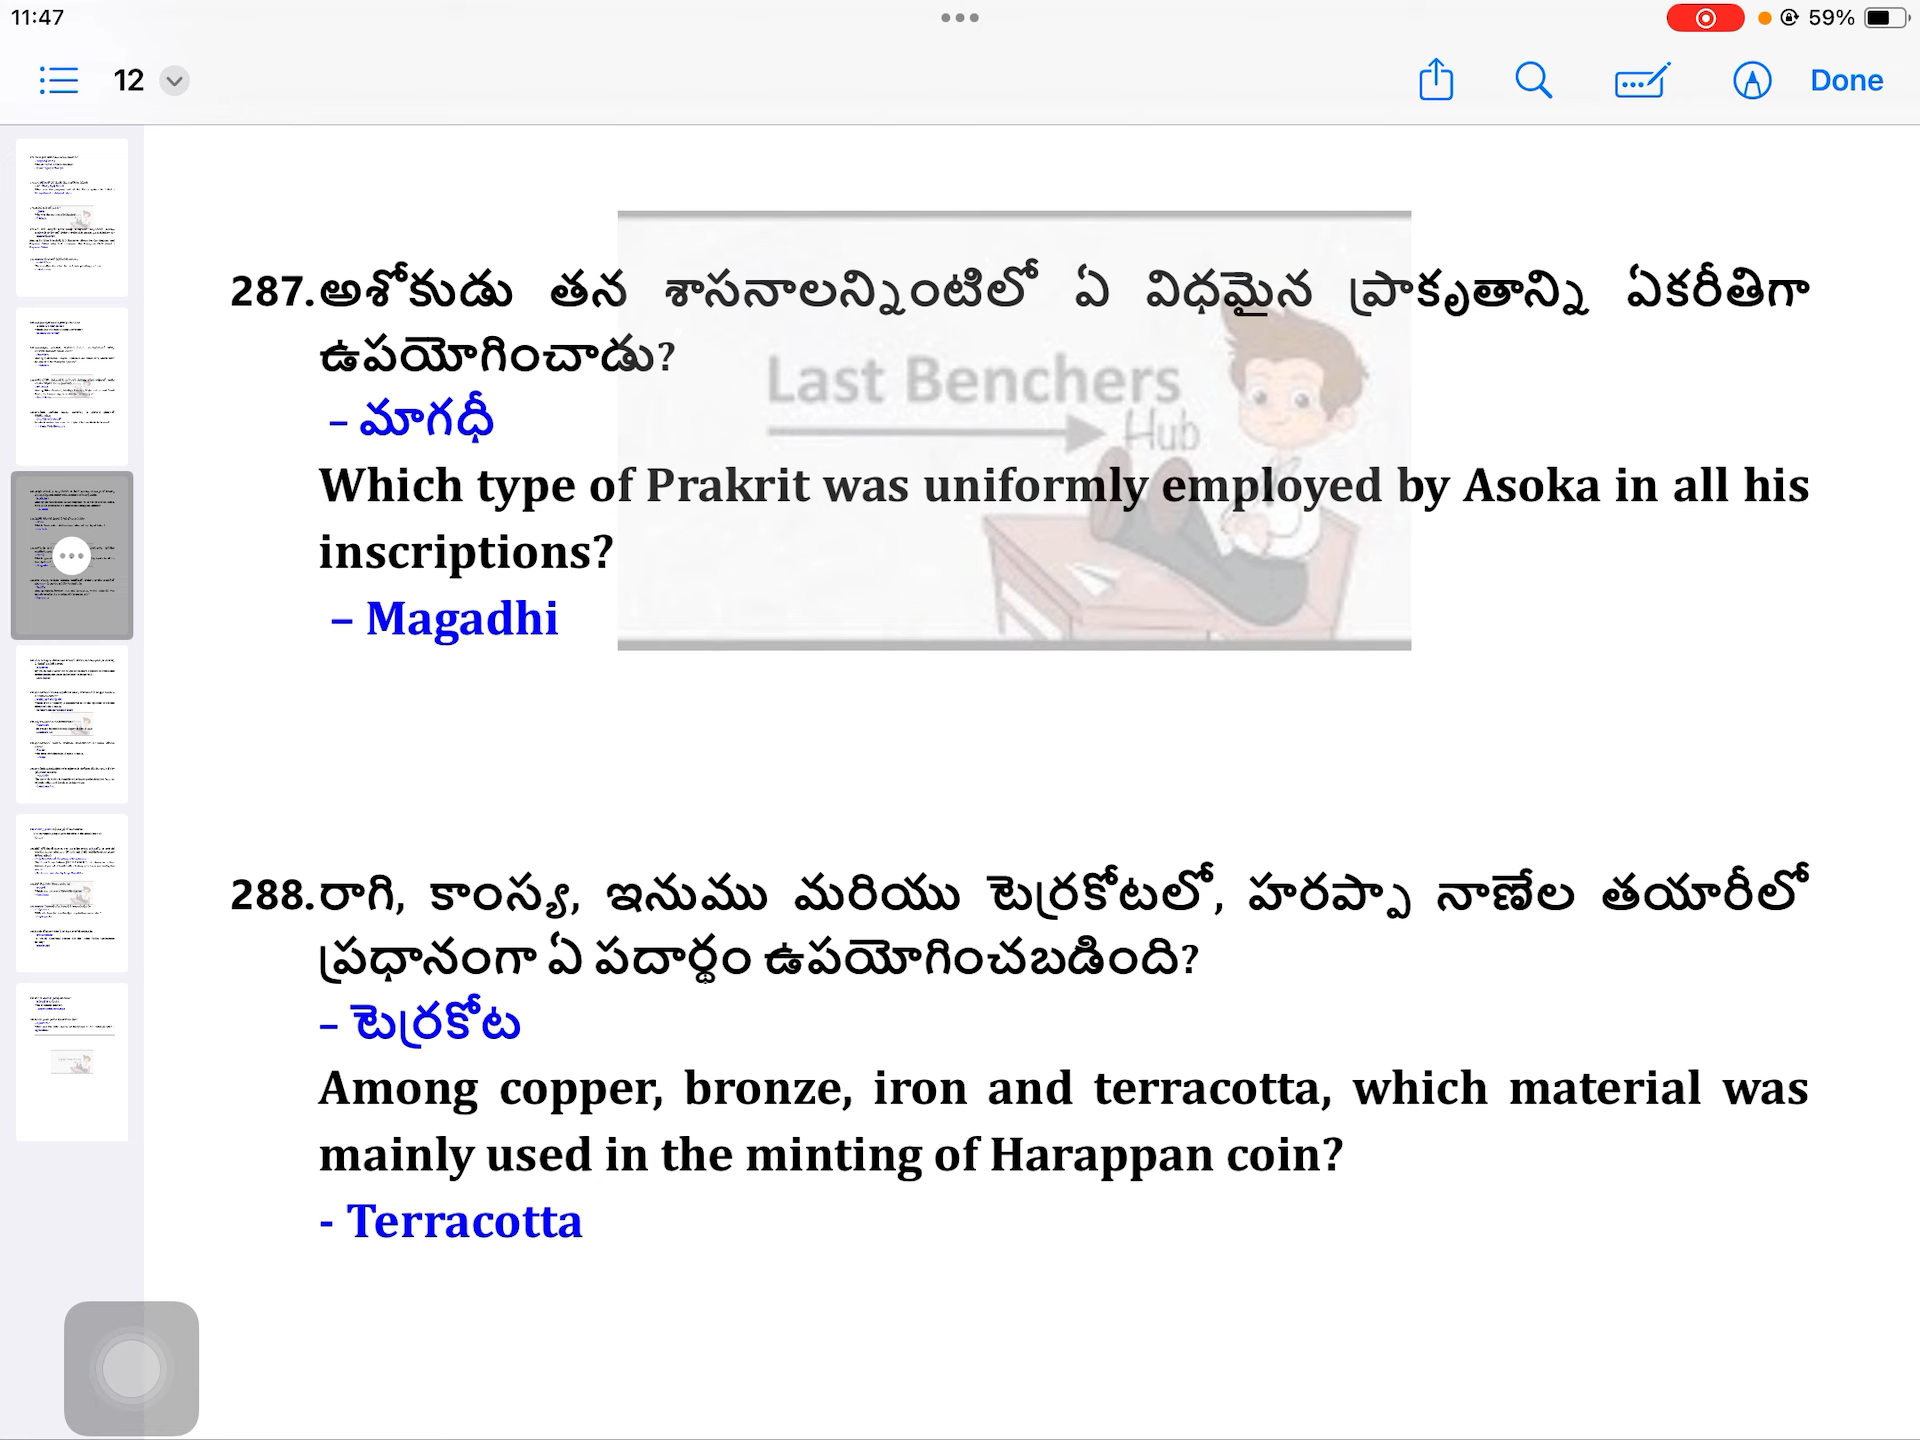 11:47
59%
12
Done
287.అశోకుడు తన శాసనాలన్నింటిలో ఏ విధమైన ప్రాకృతాన్ని ఏకరీతిగా
ఉపయోగించాడు?
– మాగధీ
Last Benchers
Hub
Which type of Prakrit was uniformly employed by Asoka in all his
inscriptions?
– Magadhi
288.రాగి, కాంస్య, ఇనుము మరియు టెర్రకోటలో, హరప్పా నాణేల తయారీలో
ప్రధానంగా ఏ పదార్థం ఉపయోగించబడింది?
– టెర్రకోట
Among copper, bronze, iron and terracotta, which material was
mainly used in the minting of Harappan coin?
- Terracotta